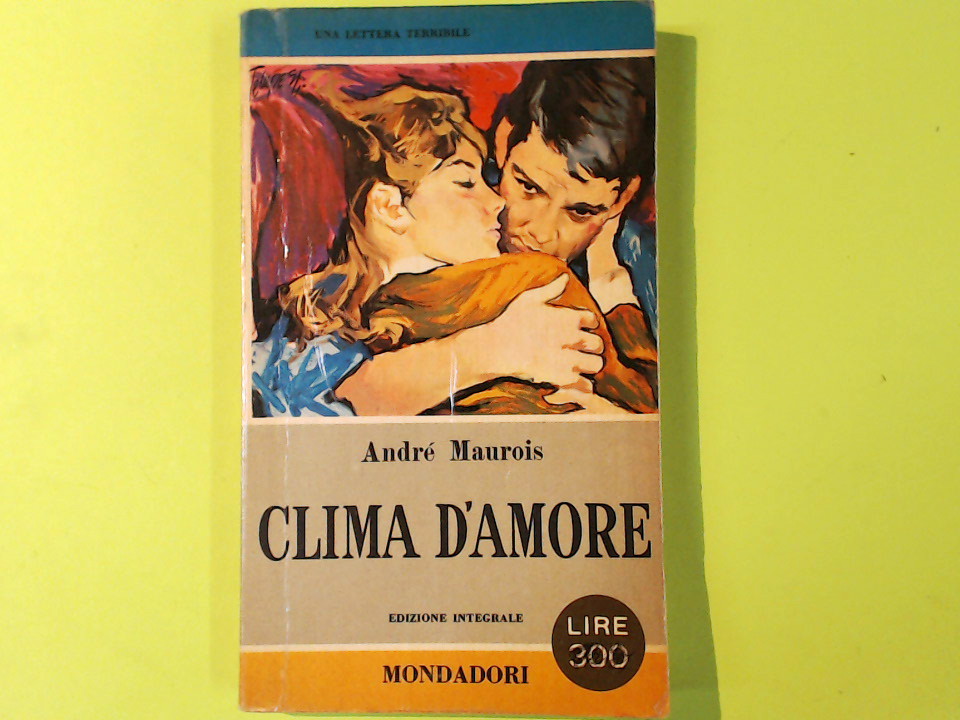 UNA LETTERA TERRIBILE
André Maurois
CLIMA D'AMORE
EDIZIONE INTEGRALE
LIRE
300
MONDADORI